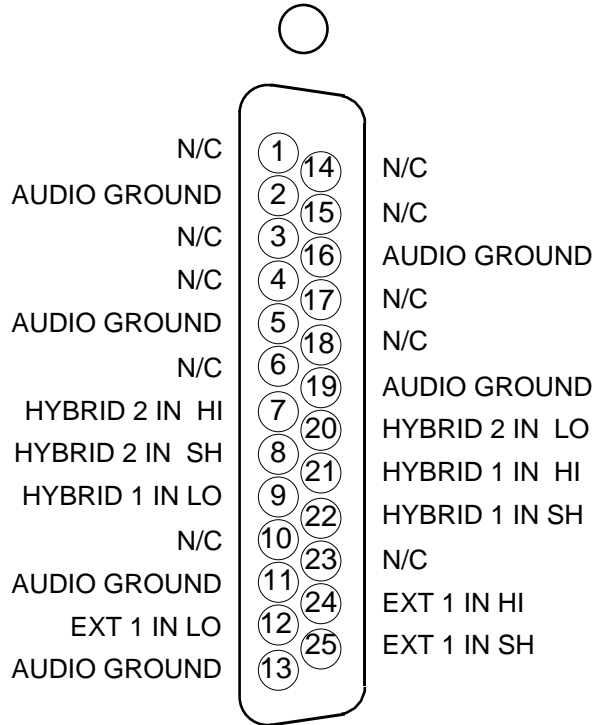 N/C 1
14 N/C
AUDIO GROUND 2
15 N/C
N/C 3
16 AUDIO GROUND
N/C 4
17 N/C
AUDIO GROUND 5
18 N/C
N/C 6
19 AUDIO GROUND
HYBRID 2 IN HI 7
20 HYBRID 2 IN LO
HYBRID 2 IN SH 8
21 HYBRID 1 IN HI
HYBRID 1 IN LO 9
22 HYBRID 1 IN SH
N/C 10
23 N/C
AUDIO GROUND 11
24 EXT 1 IN HI
EXT 1 IN LO 12
25 EXT 1 IN SH
AUDIO GROUND 13